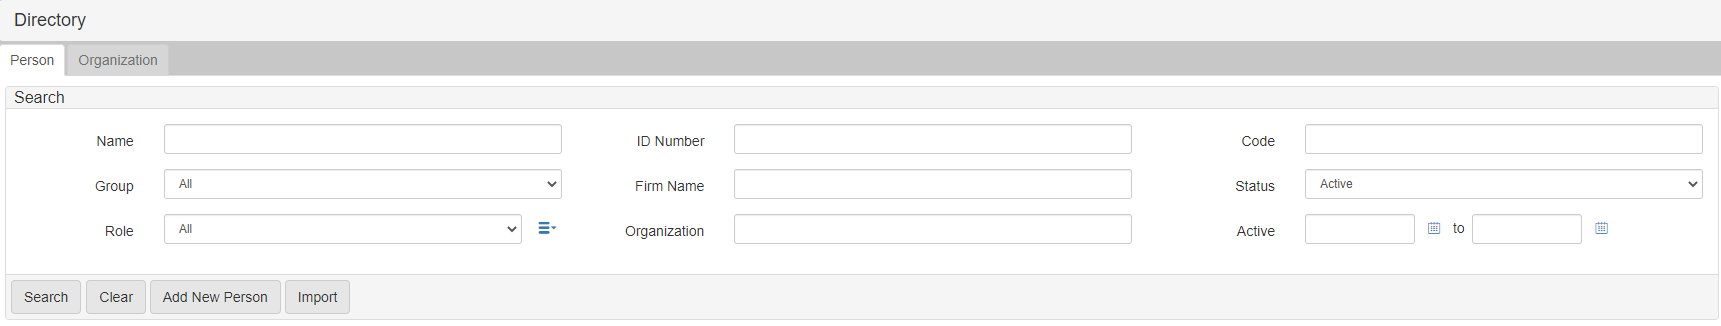 Directory
Person Organization
Search
Name ID Number Code
Group All Firm Name Status Active
Role All Organization Active to
Search Clear Add New Person Import